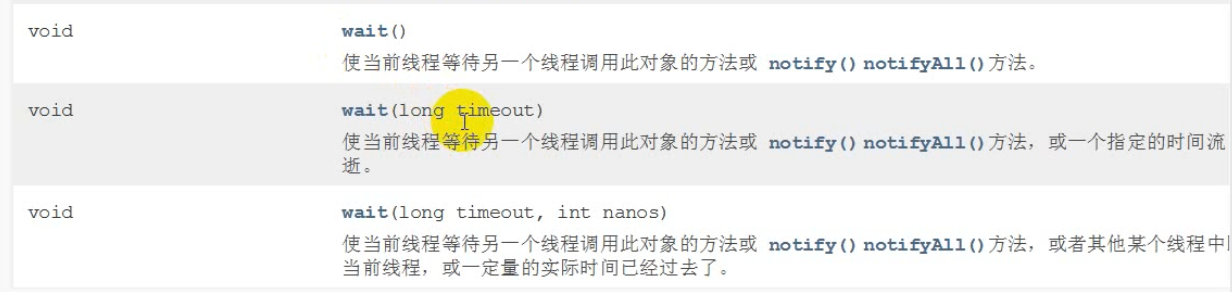 void wait()
使当前线程等待另一个线程调用此对象的方法或 notify() notifyAll()方法。
void wait(long timeout)
使当前线程等待另一个线程调用此对象的方法或 notify() notifyAll()方法，或一个指定的时间流
逝。
void wait(long timeout, int nanos)
使当前线程等待另一个线程调用此对象的方法或 notify() notifyAll()方法，或者其他某个线程中
当前线程，或一定量的实际时间已经过去了。